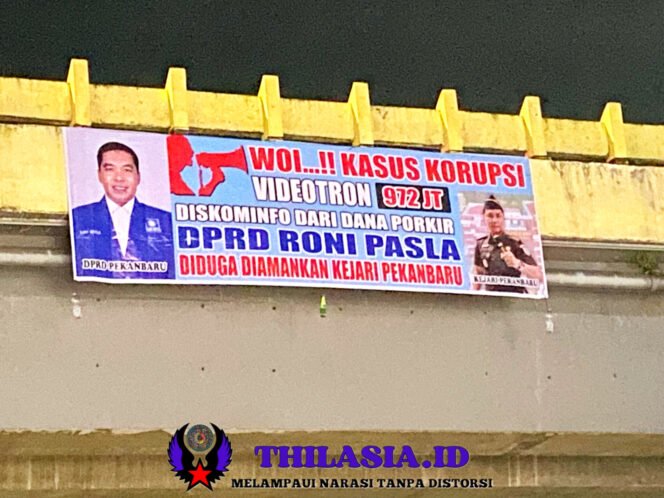 WOI...!! KASUS KORUPSI
VIDEOTRON 972 JT
DISKOMINFO DARI DANA PORKIR
DPRD RONI PASLA
DIDUGA DIAMANKAN KEJARI PEKANBARU
DPRD PEKANBARU
KEJARI PEKANBARU
THILASIA.ID
MELAMPAUI NARASI TANPA DISTORSI